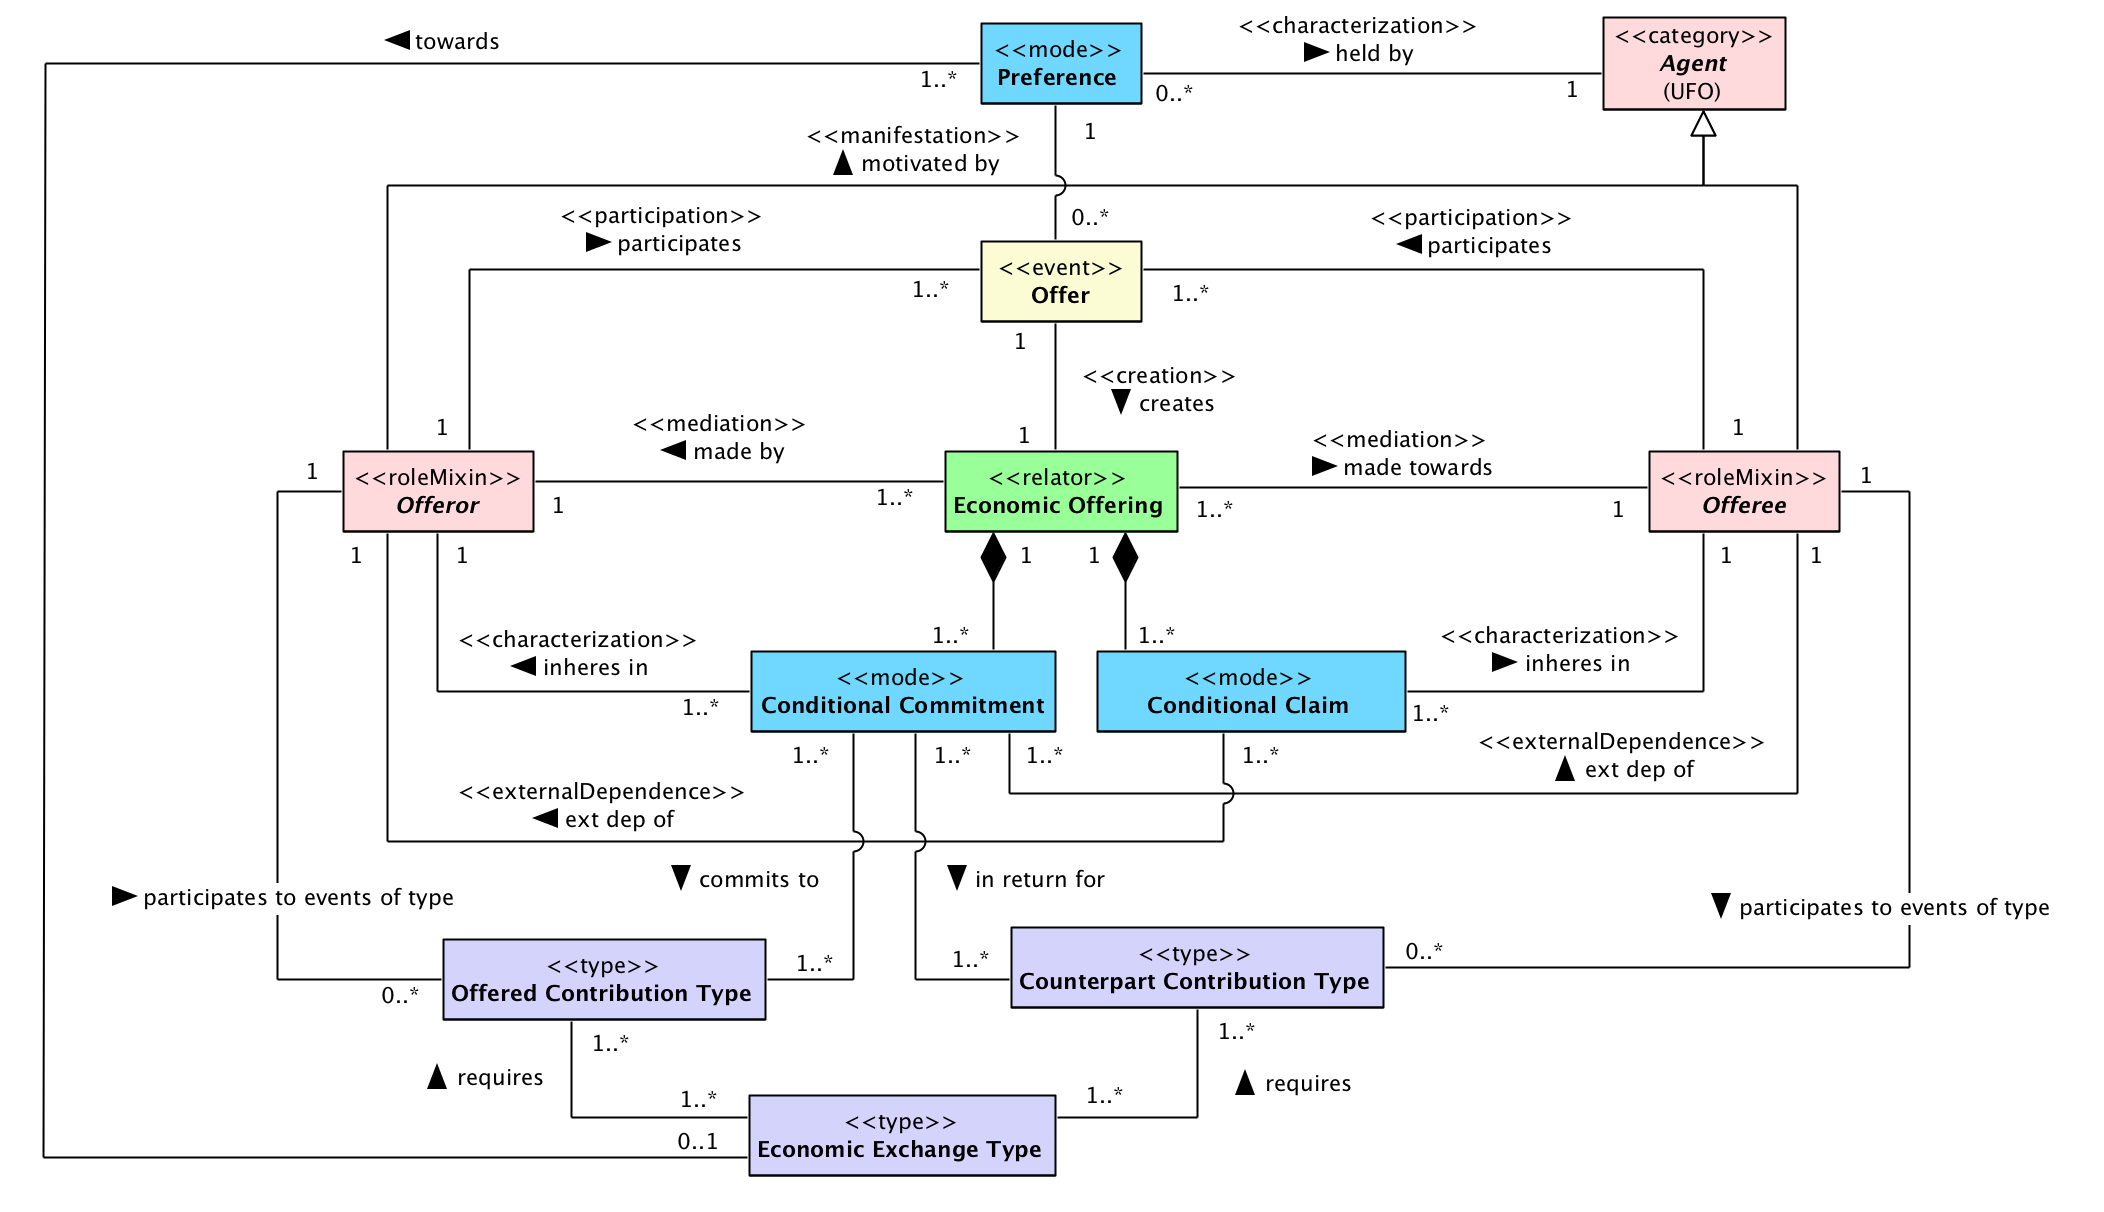 <<characterization>>
held by
<<category>>
Agent
(UFO)
towards
<<mode>>
Preference
1..*
0..*
1
<<manifestation>>
motivated by
1
<<participation>>
participates
0..*
<<participation>>
participates
<<event>>
Offer
1..*
1..*
1
<<creation>>
creates
<<mediation>>
made by
1
1
1
<<mediation>>
made towards
1
<<roleMixin>>
Offeror
1
1..*
<<relator>>
Economic Offering
1..*
1
<<roleMixin>>
Offeree
1
1
1
1
1
1
1
<<characterization>>
inheres in
1..*
1..*
<<characterization>>
inheres in
1..*
<<mode>>
Conditional Commitment
<<mode>>
Conditional Claim
1..*
1..*
1..*
1..*
1..*
<<externalDependence>>
ext dep of
<<externalDependence>>
ext dep of
commits to
in return for
participates to events of type
participates to events of type
<<type>>
Offered Contribution Type
0..*
1..*
1..*
<<type>>
Counterpart Contribution Type
0..*
1..*
1..*
requires
requires
1..*
1..*
0..1
<<type>>
Economic Exchange Type